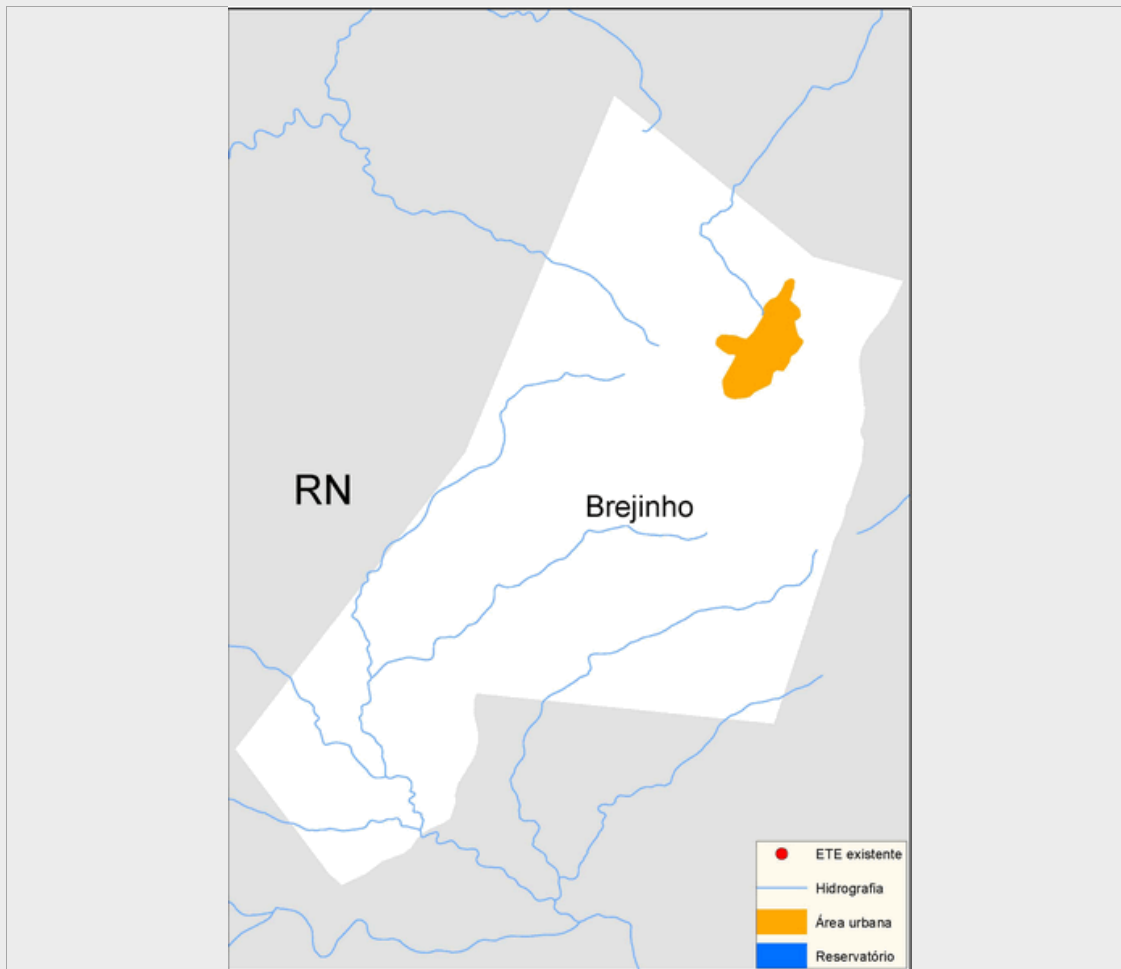 RN
Brejinho
ETE existente
Hidrografia
Área urbana
Reservatório